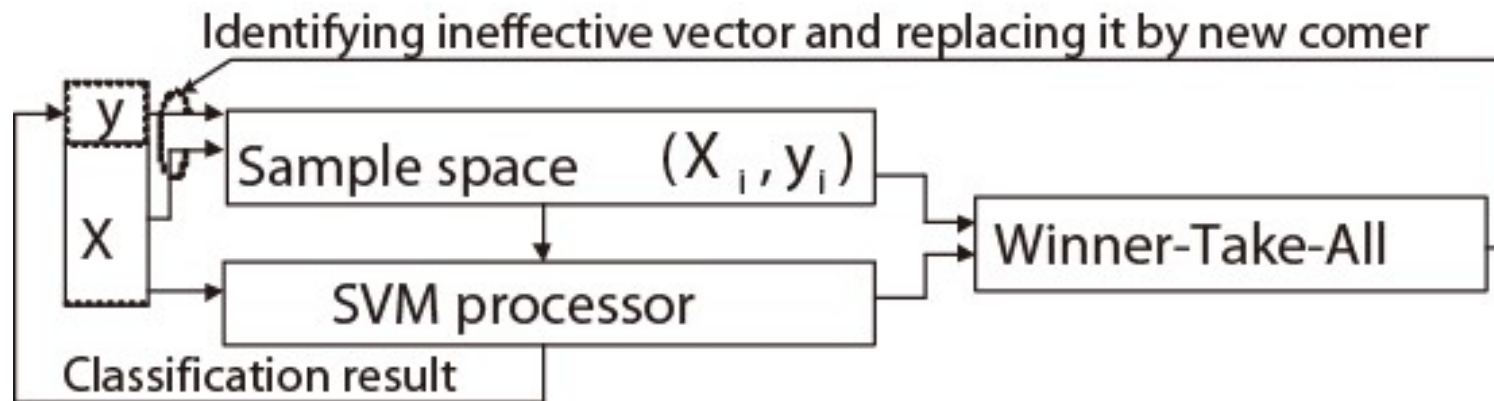 Identifying ineffective vector and replacing it by new comer
y
Sample space (X i , y i )
X
Winner-Take-All
SVM processor
Classification result